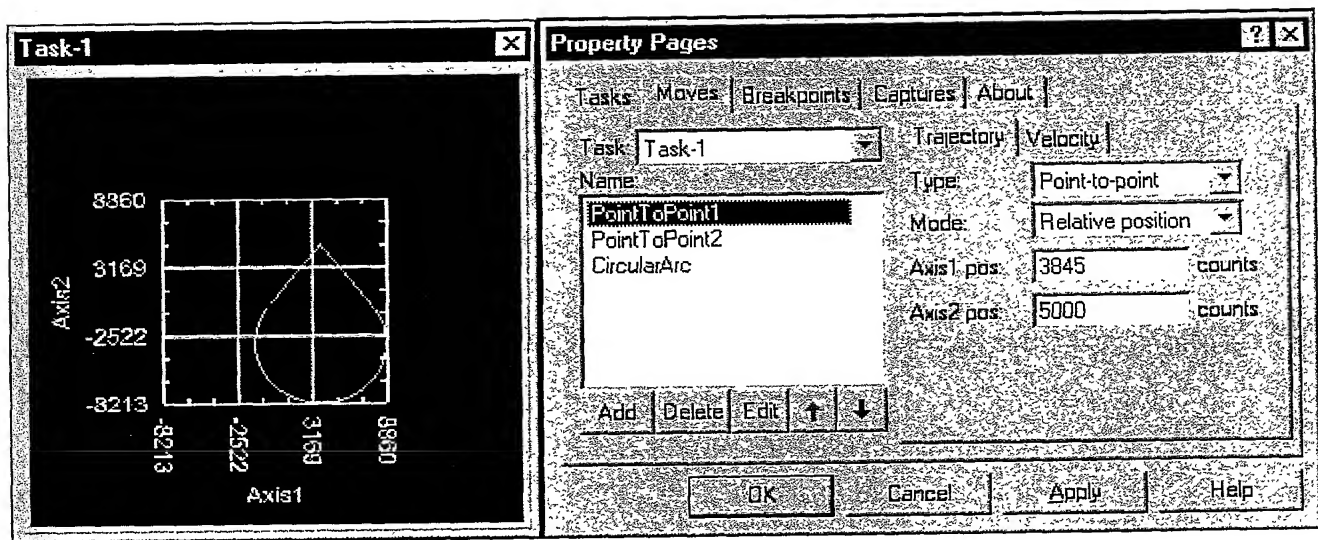 Task-1
8860
3169
-2522
-8213
Axis2
-8213
-2522
3169
8860
Axis1
Property Pages
Tasks Moves Breakpoints Captures About
Task: Task-1
Name:
PointToPoint1
PointToPoint2
CircularArc
Add Delete Edit
Trajectory Velocity
Type: Point-to-point
Mode: Relative position
Axis1 pos: 3845 counts
Axis2 pos: 5000 counts
OK Cancel Apply Help